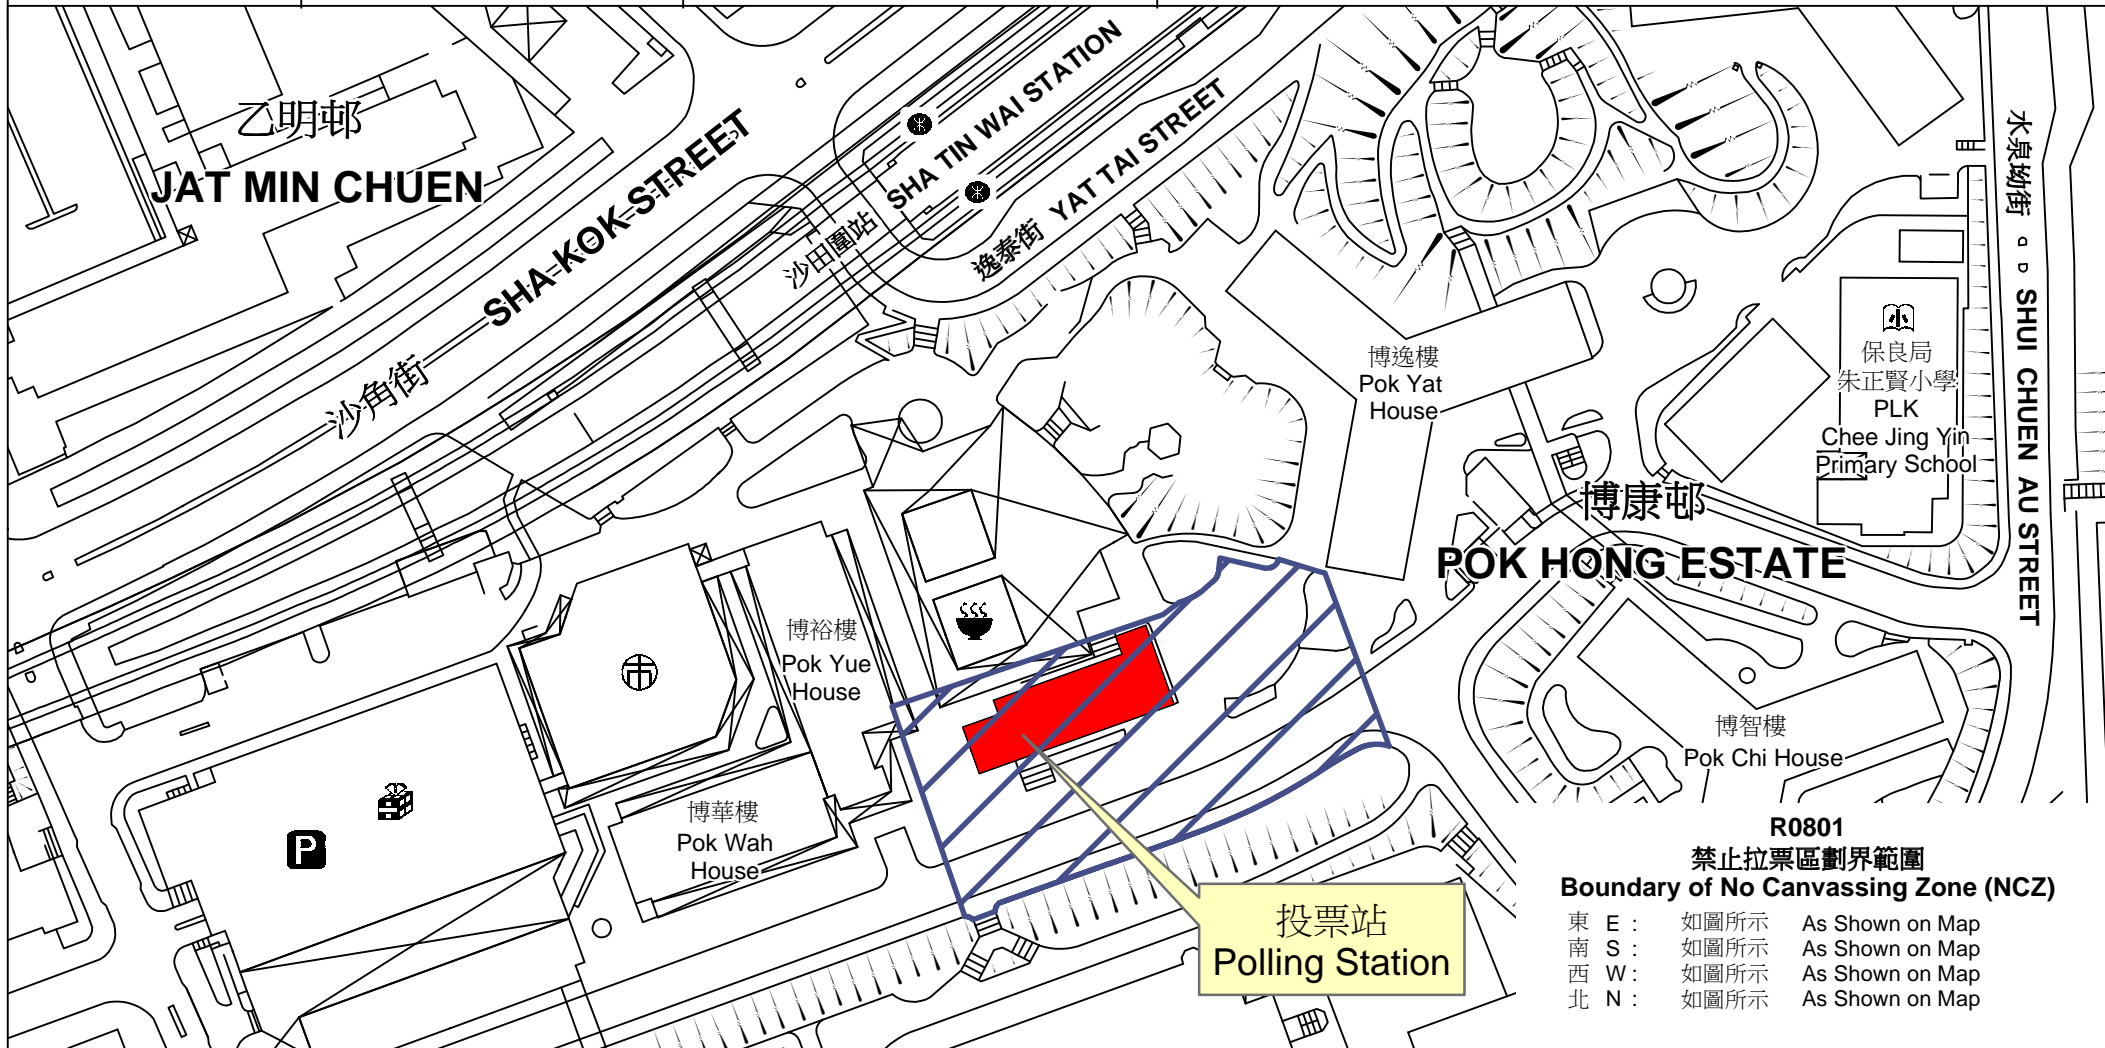 乙明邨
JAT MIN CHUEN
沙角街
SHA KOK STREET
沙田圍站
SHA TIN WAI STATION
逸泰街
YAT TAI STREET
水泉坳街
SHUI CHUEN AU STREET
博逸樓
Pok Yat
House
小
保良局
朱正賢小學
PLK
Chee Jing Yin
Primary School
博康邨
POK HONG ESTATE
博裕樓
Pok Yue
House
市
博華樓
Pok Wah
House
P
博智樓
Pok Chi House
投票站
Polling Station
R0801
禁止拉票區劃界範圍
Boundary of No Canvassing Zone (NCZ)
東 E : 如圖所示 As Shown on Map
南 S : 如圖所示 As Shown on Map
西 W : 如圖所示 As Shown on Map
北 N : 如圖所示 As Shown on Map